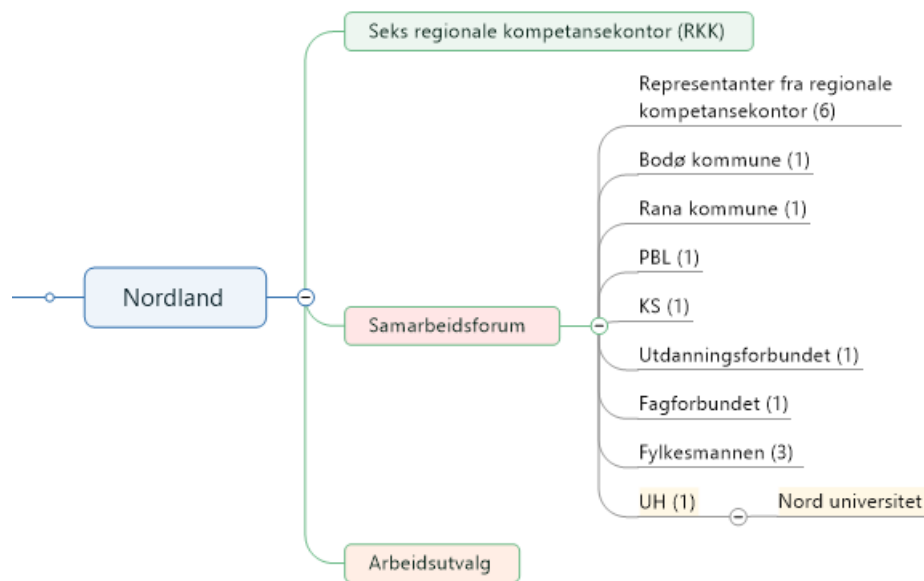 Seks regionale kompetansekontor (RKK)
Representanter fra regionale
kompetansekontor (6)
Bodø kommune (1)
Rana kommune (1)
PBL (1)
Nordland
KS (1)
Samarbeidsforum
Utdanningsforbundet (1)
Fagforbundet (1)
Fylkesmannen (3)
UH (1)
Nord universitet
Arbeidsutvalg